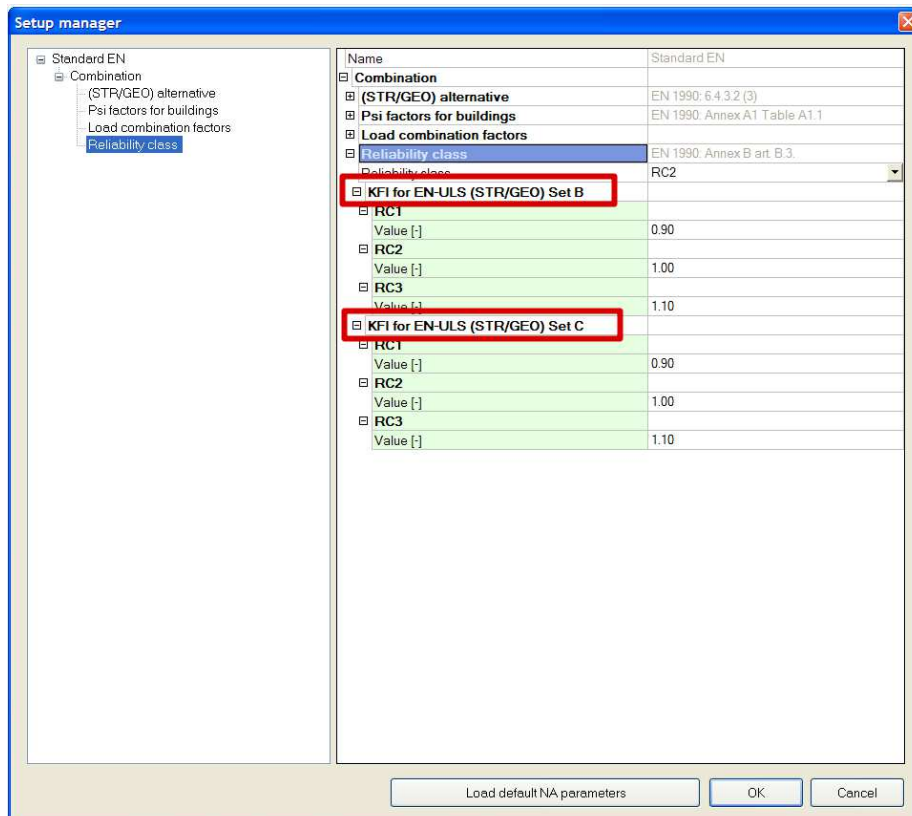 Setup manager
Standard EN
Combination
(STR/GEO) alternative
Psi factors for buildings
Load combination factors
Reliability class
Name Standard EN
Combination
(STR/GEO) alternative EN 1990: 6.4.3.2 (3)
Psi factors for buildings EN 1990: Annex A1 Table A1.1
Load combination factors
Reliability class EN 1990: Annex B art. B.3.
Reliability class RC2
KFI for EN-ULS (STR/GEO) Set B
RC1
Value [-] 0.90
RC2
Value [-] 1.00
RC3
Value [-] 1.10
KFI for EN-ULS (STR/GEO) Set C
RC1
Value [-] 0.90
RC2
Value [-] 1.00
RC3
Value [-] 1.10
Load default NA parameters OK Cancel